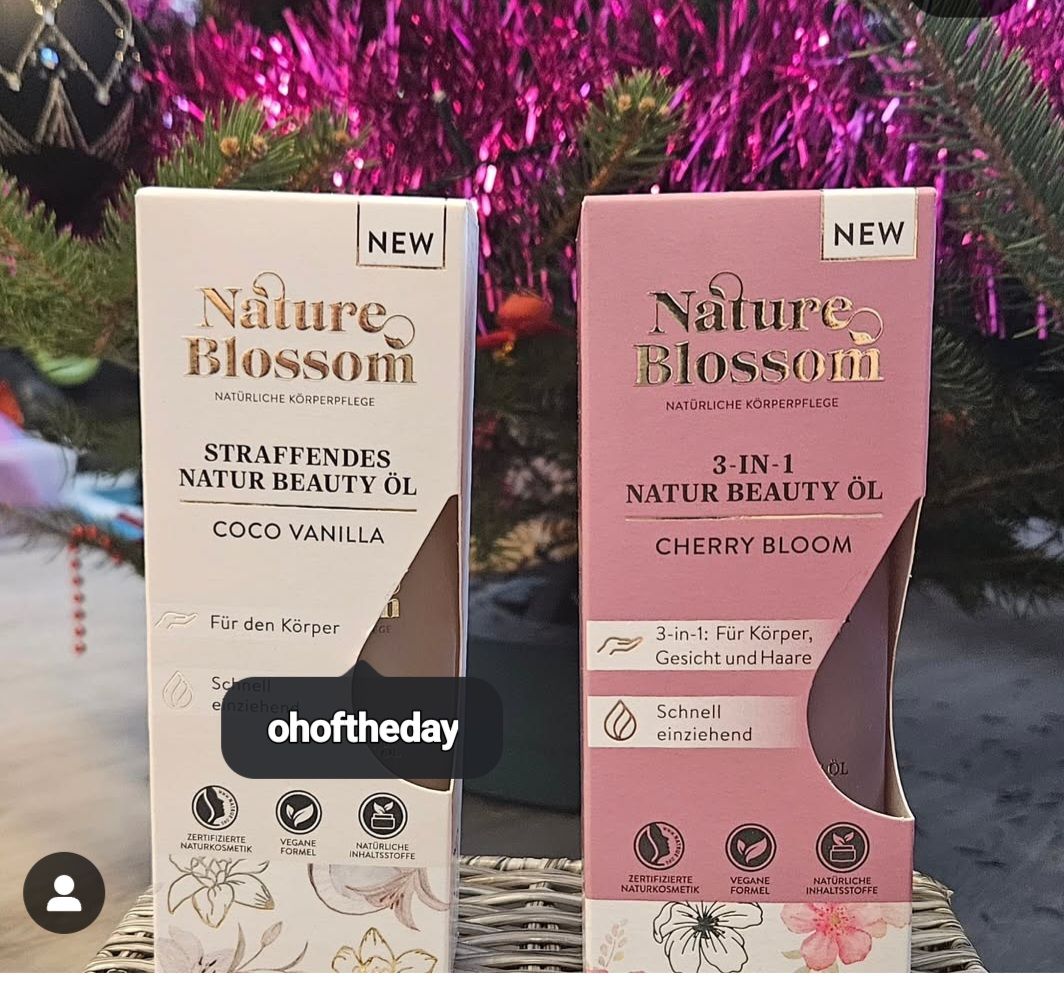 NEW
Nature
Blossom
NATÜRLICHE KÖRPERPFLEGE
STRAFFENDES
NATUR BEAUTY ÖL
COCO VANILLA
Für den Körper
Schnell
einziehend
ZERTIFIZIERTE
NATURKOSMETIK
VEGANE
FORMEL
NATÜRLICHE
INHALTSSTOFFE
ohoftheday
NEW
Nature
Blossom
NATÜRLICHE KÖRPERPFLEGE
3-IN-1
NATUR BEAUTY ÖL
CHERRY BLOOM
3-in-1: Für Körper,
Gesicht und Haare
Schnell
einziehend
ÖL
ZERTIFIZIERTE
NATURKOSMETIK
VEGANE
FORMEL
NATÜRLICHE
INHALTSSTOFFE